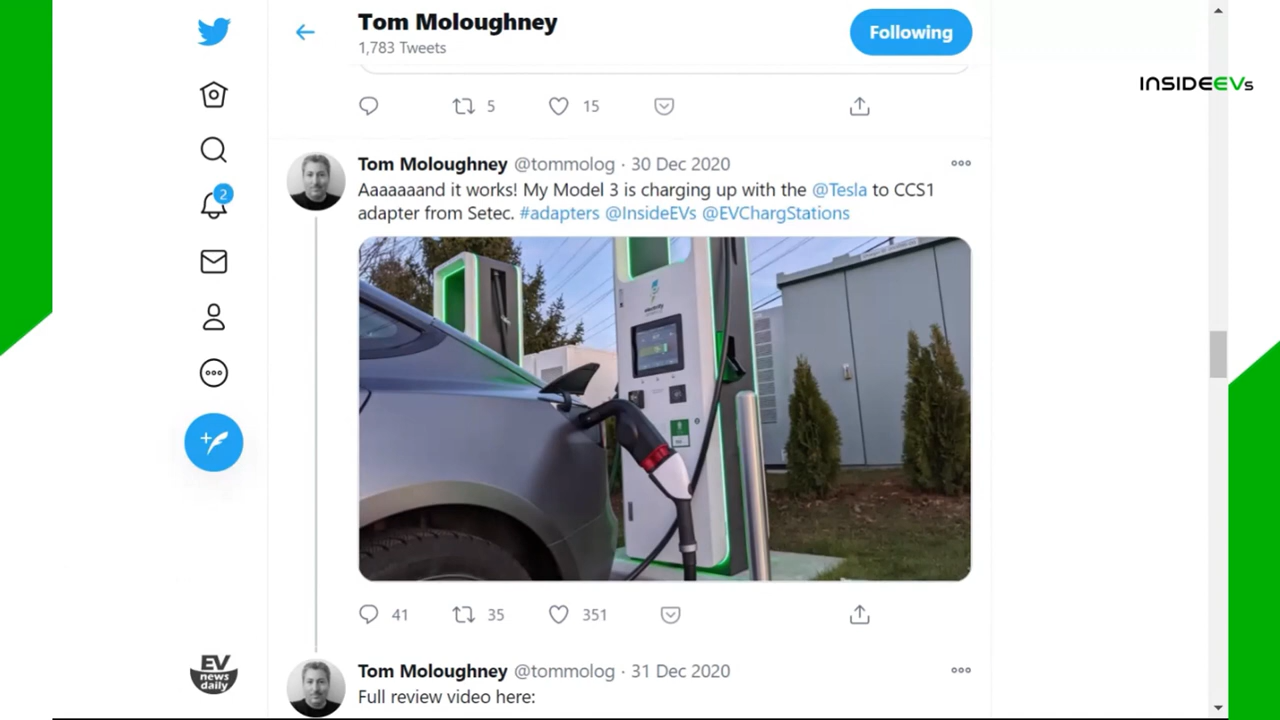 Tom Moloughney
1,783 Tweets
Following
INSIDEEVs
5
15
2
Tom Moloughney @tommolog · 30 Dec 2020
Aaaaaaand it works! My Model 3 is charging up with the @Tesla to CCS1
adapter from Setec. #adapters @InsideEVs @EVChargStations
41
35
351
EV
news
daily
Tom Moloughney @tommolog · 31 Dec 2020
Full review video here: